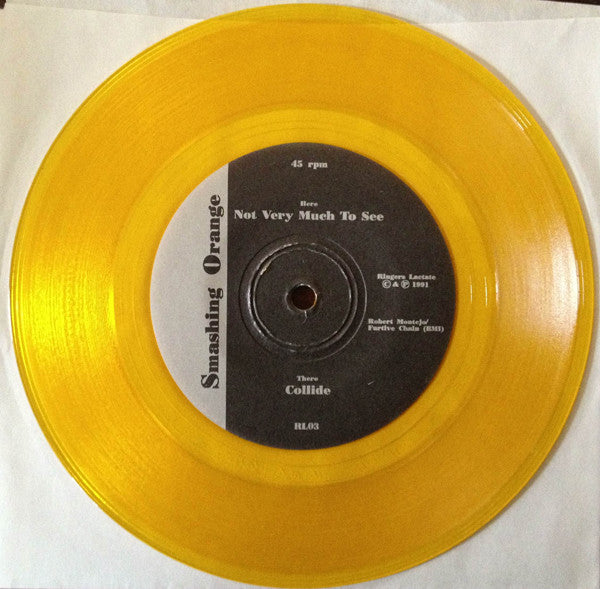 45 rpm
Here
Not Very Much To See
Smashing Orange
Ringers Lactate
© & ℗ 1991
Robert Montejo/
Furtive Chain (BMI)
There
Collide
RL03